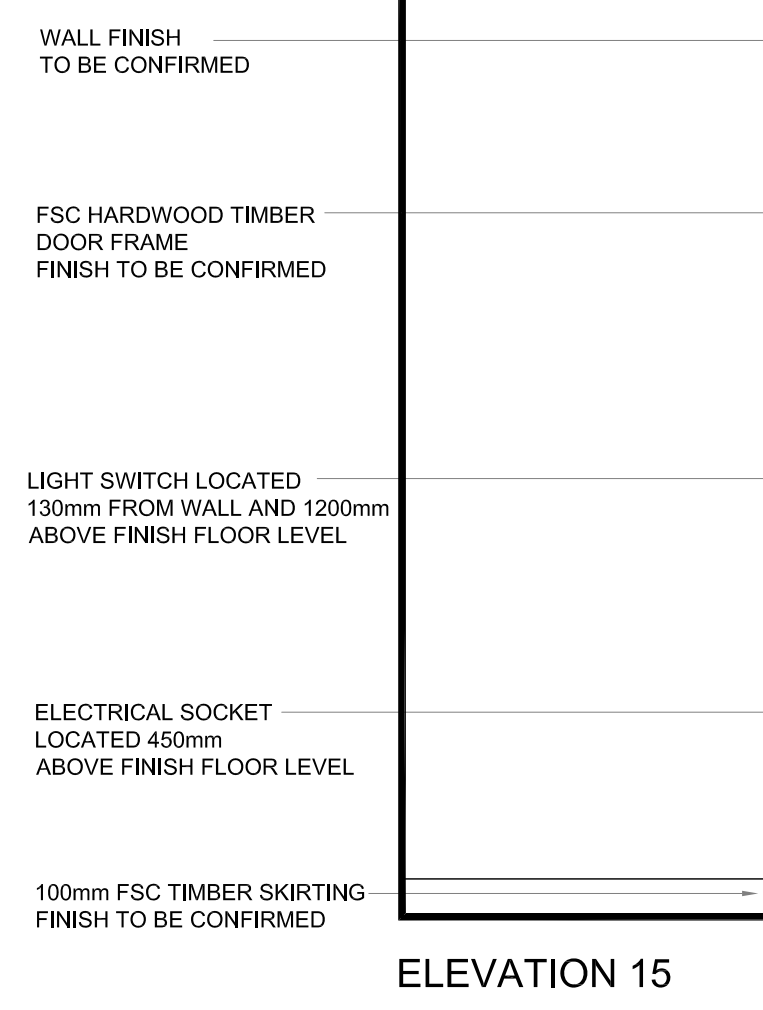 WALL FINISH
TO BE CONFIRMED
FSC HARDWOOD TIMBER
DOOR FRAME
FINISH TO BE CONFIRMED
LIGHT SWITCH LOCATED
130mm FROM WALL AND 1200mm
ABOVE FINISH FLOOR LEVEL
ELECTRICAL SOCKET
LOCATED 450mm
ABOVE FINISH FLOOR LEVEL
100mm FSC TIMBER SKIRTING
FINISH TO BE CONFIRMED
ELEVATION 15